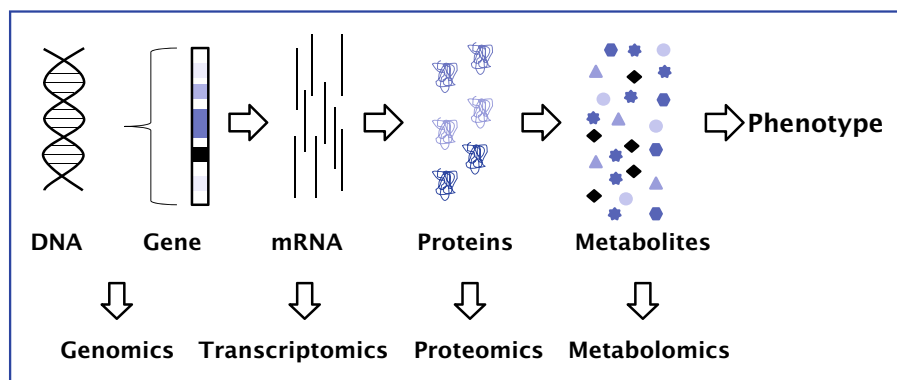 Phenotype
DNA Gene mRNA Proteins Metabolites
Genomics Transcriptomics Proteomics Metabolomics